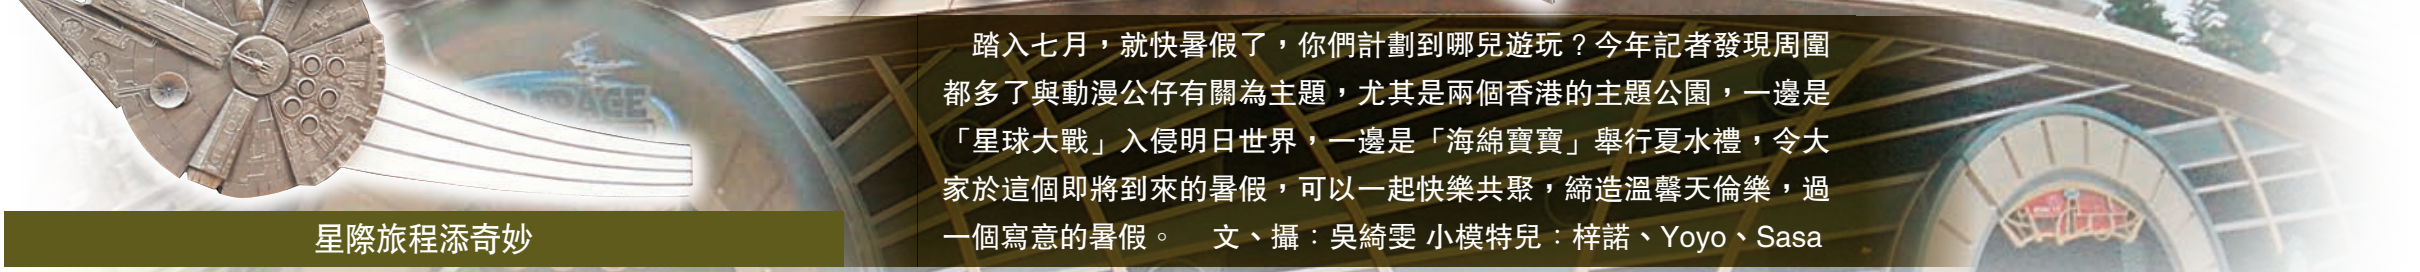 踏入七月，就快暑假了，你們計劃到哪兒遊玩？今年記者發現周圍
都多了與動漫公仔有關為主題，尤其是兩個香港的主題公園，一邊是
「星球大戰」入侵明日世界，一邊是「海綿寶寶」舉行夏水禮，令大
家於這個即將到來的暑假，可以一起快樂共聚，締造溫馨天倫樂，過
一個寫意的暑假。　文、攝：吳綺雯 小模特兒：梓諾、Yoyo、Sasa
星際旅程添奇妙